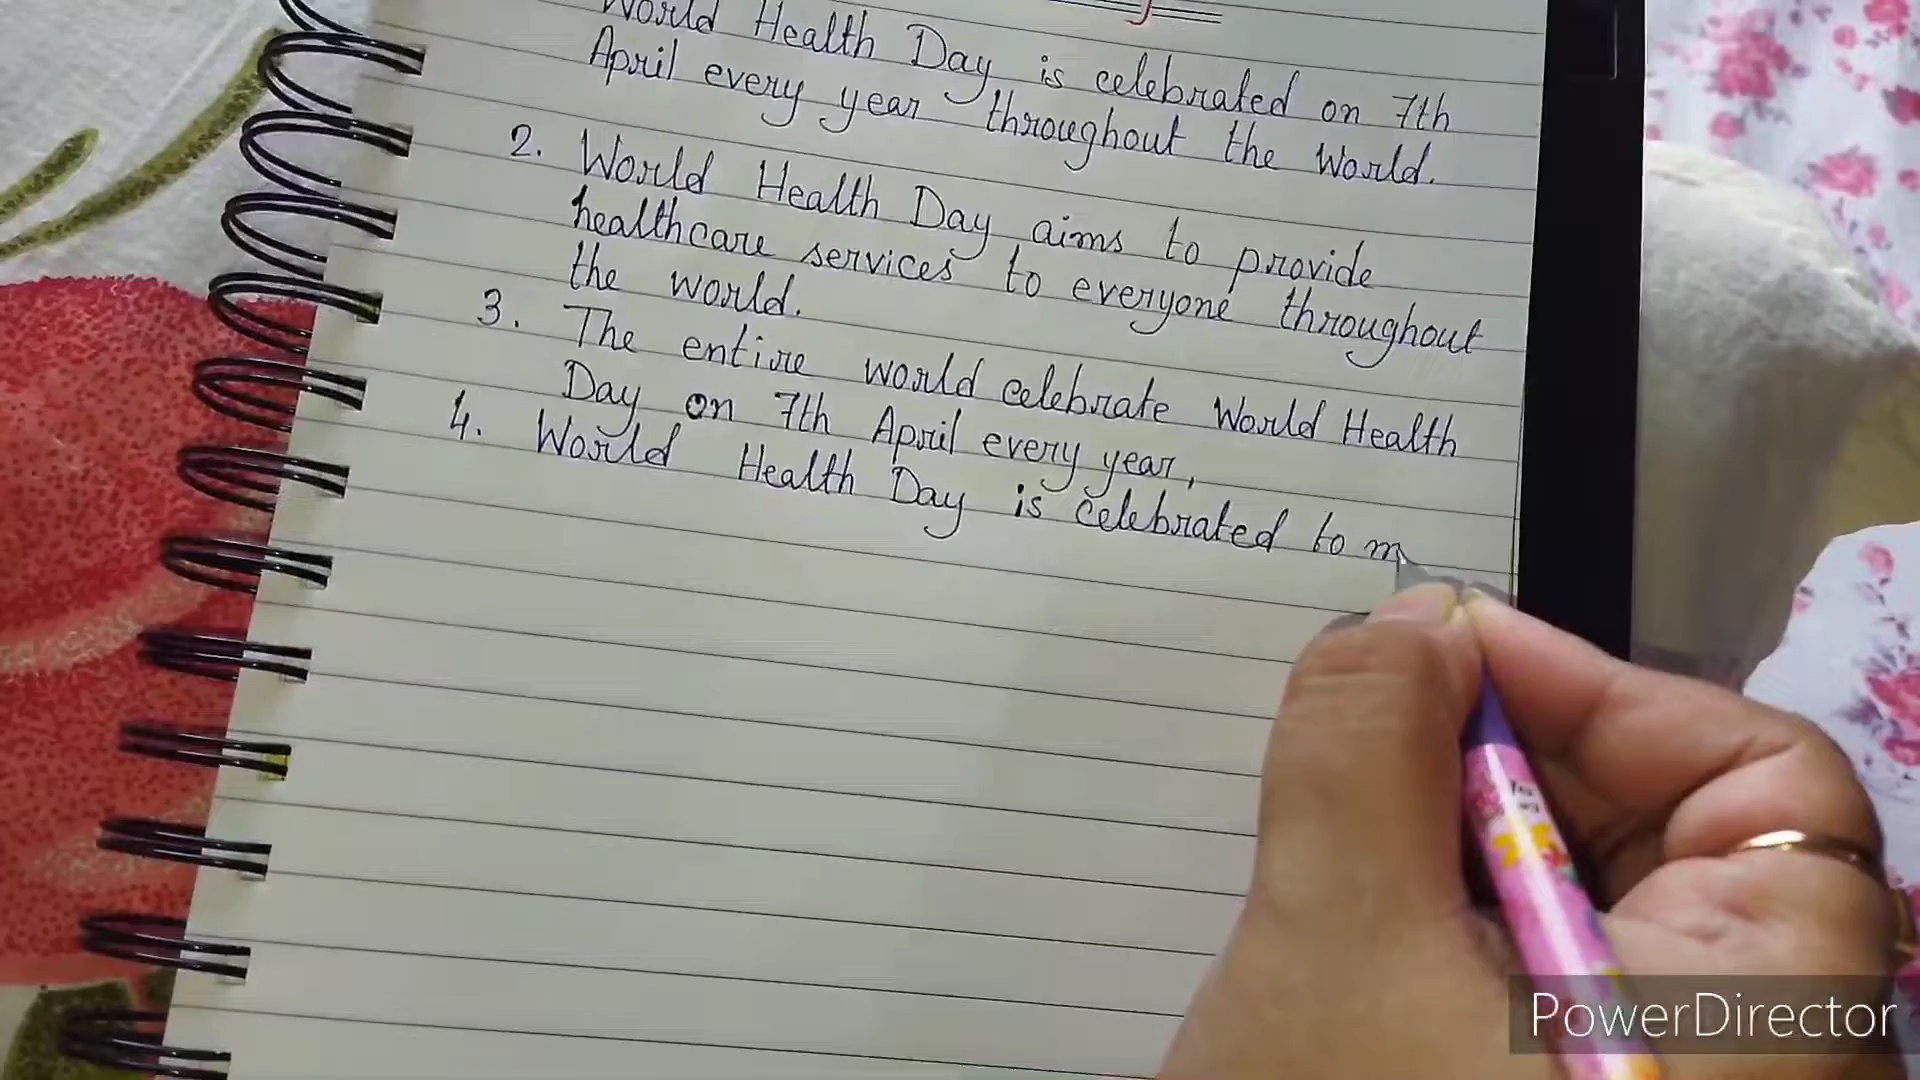 World Health Day is celebrated on 7th
April every year throughout the World.
2. World Health Day aims to provide
healthcare services to everyone throughout
the world.
3. The entire world celebrate World Health
Day on 7th April every year,
4. World Health Day is celebrated to m
PowerDirector